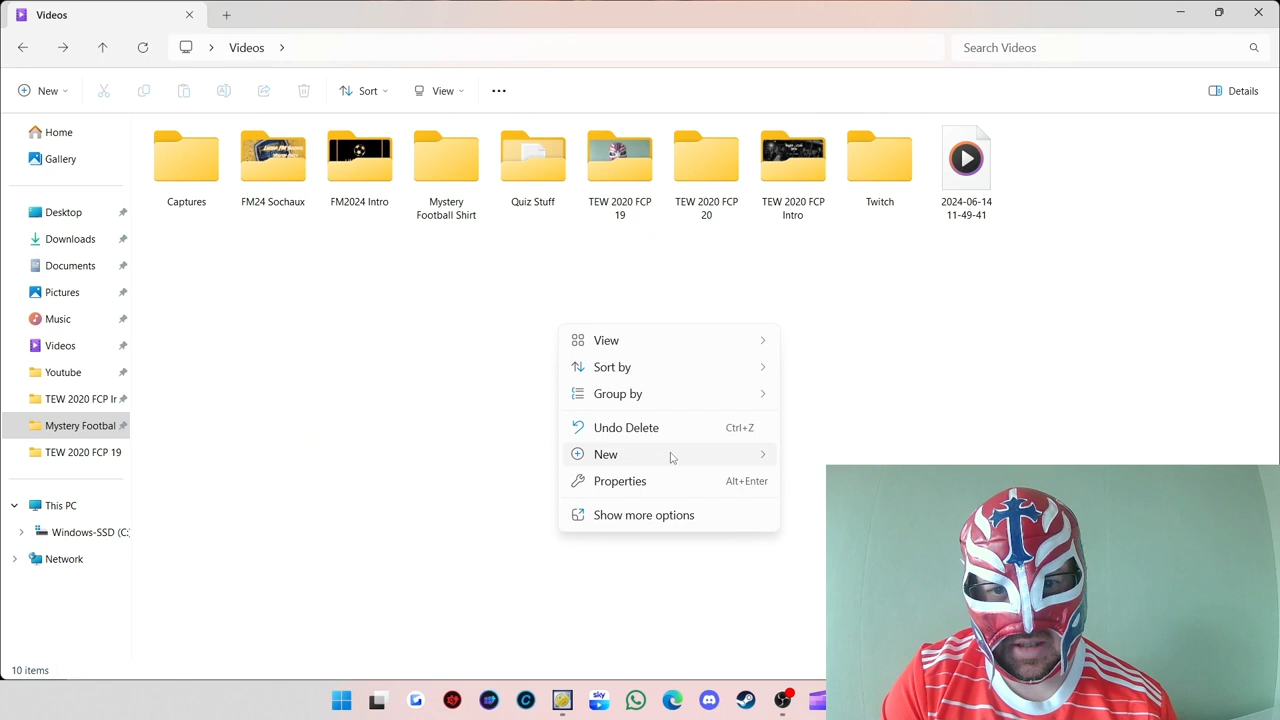 Videos
Videos
Search Videos
New
Sort
View
Details
Home
Gallery
Desktop
Downloads
Documents
Pictures
Music
Videos
Youtube
TEW 2020 FCP Ir
Mystery Footbal
TEW 2020 FCP 19
This PC
Windows-SSD (C:
Network
Captures
FM24 Sochaux
FM2024 Intro
Mystery
Football Shirt
Quiz Stuff
TEW 2020 FCP
19
TEW 2020 FCP
20
TEW 2020 FCP
Intro
Twitch
2024-06-14
11-49-41
View
Sort by
Group by
Undo Delete Ctrl+Z
New
Properties Alt+Enter
Show more options
10 items
sky